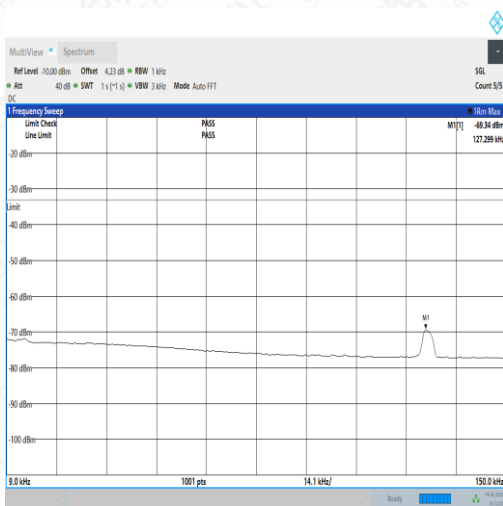 MultiView Spectrum
Ref Level -10.00 dBm Offset 4.23 dB RBW 1 kHz SGL
Att 40 dB SWT 1 s (~1 s) VBW 3 kHz Mode Auto FFT Count 5/5
DC
1 Frequency Sweep 1Rm Max
Limit Check PASS M1[1] -69.34 dBm
Line Limit PASS 127.299 kHz
-20 dBm
-30 dBm
Limit
-40 dBm
-50 dBm
-60 dBm
M1
-70 dBm
-80 dBm
-90 dBm
-100 dBm
9.0 kHz 1001 pts 14.1 kHz/ 150.0 kHz
Ready